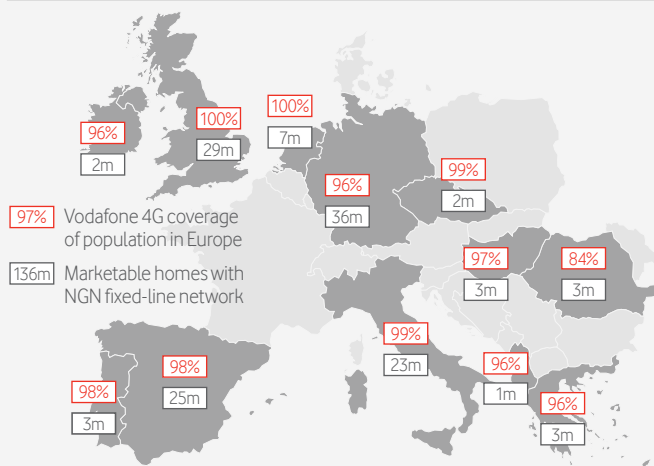 100%
96%
100%
7m
29m
2m
99%
96%
2m
36m
97% Vodafone 4G coverage
of population in Europe
97%
84%
136m Marketable homes with
NGN fixed-line network
3m
3m
99%
23m
98%
96%
98%
25m
1m
96%
3m
3m